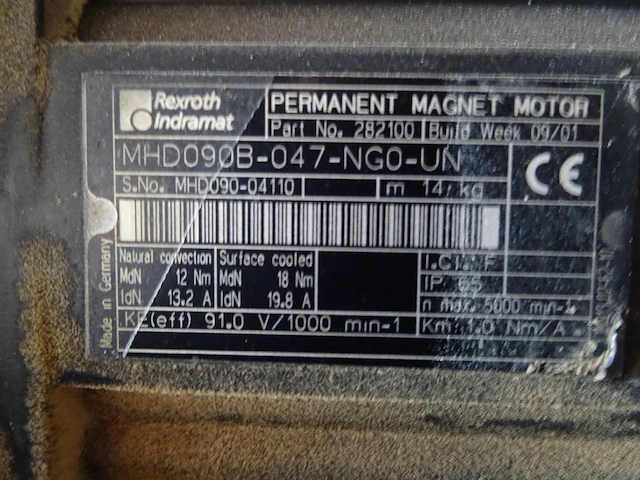 Rexroth
Indramat
PERMANENT MAGNET MOTOR
Part No. 282100 Build Week 09/01
MHD090B-047-NG0-UN
CE
S.No. MHD090-04110 m 14, kg
Natural convection Surface cooled I.Cl. F
MdN 12 Nm MdN 18 Nm IP 65
IdN 13.2 A IdN 19.8 A n max. 5000 min-1
KE(eff) 91.0 V/1000 min-1 Km 1.0 Nm/A
Made in Germany